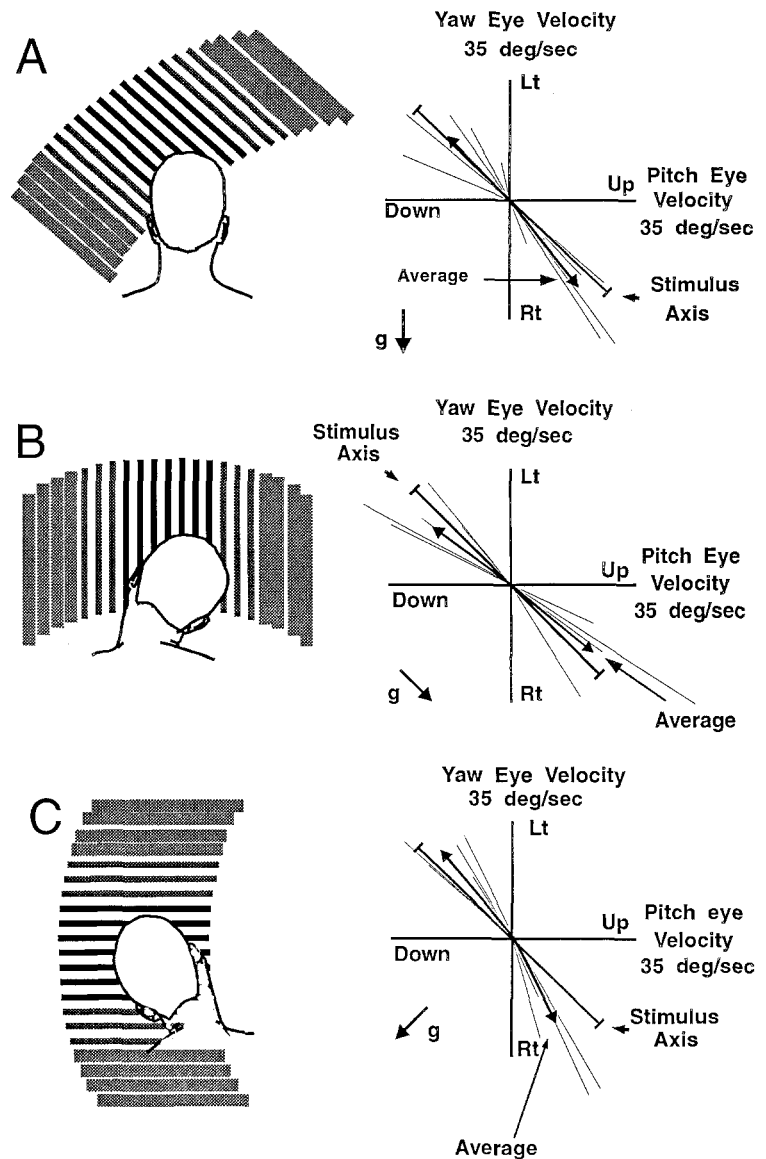 A
Yaw Eye Velocity
35 deg/sec
Lt
Up
Pitch Eye
Velocity
35 deg/sec
Down
Average
Stimulus
Axis
Rt
g
B
Yaw Eye Velocity
35 deg/sec
Stimulus
Axis
Lt
Up
Pitch Eye
Velocity
35 deg/sec
Down
g
Rt
Average
C
Yaw Eye Velocity
35 deg/sec
Lt
Up
Pitch eye
Velocity
35 deg/sec
Down
Stimulus
Axis
g
Rt
Average